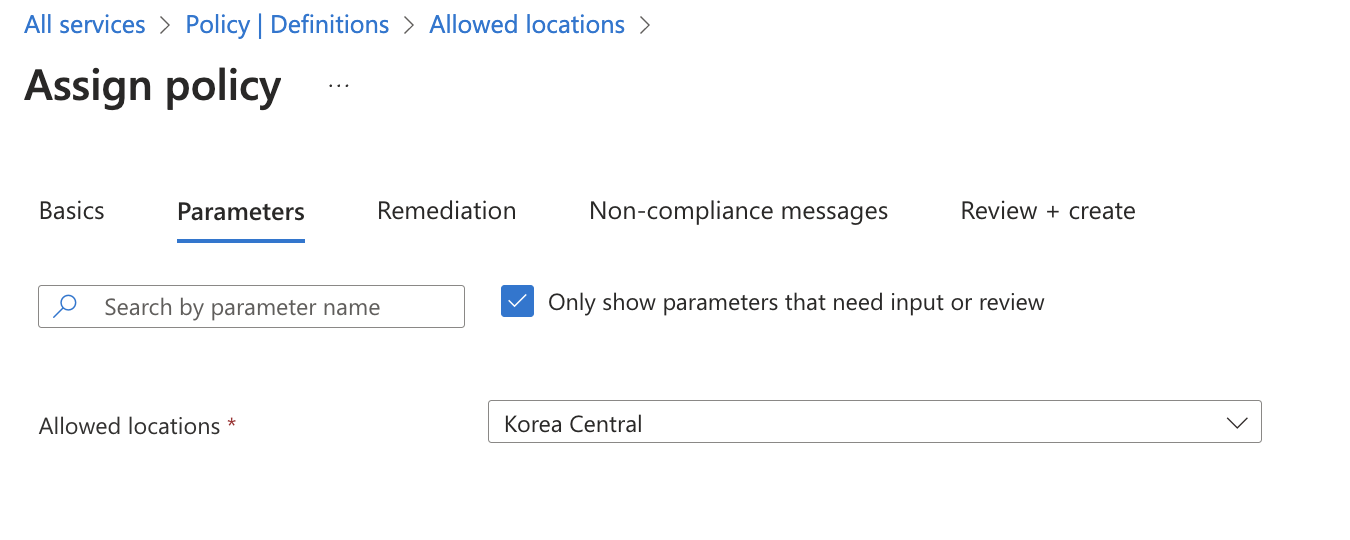 All services > Policy | Definitions > Allowed locations >
Assign policy ...
Basics Parameters Remediation Non-compliance messages Review + create
Search by parameter name Only show parameters that need input or review
Allowed locations * Korea Central